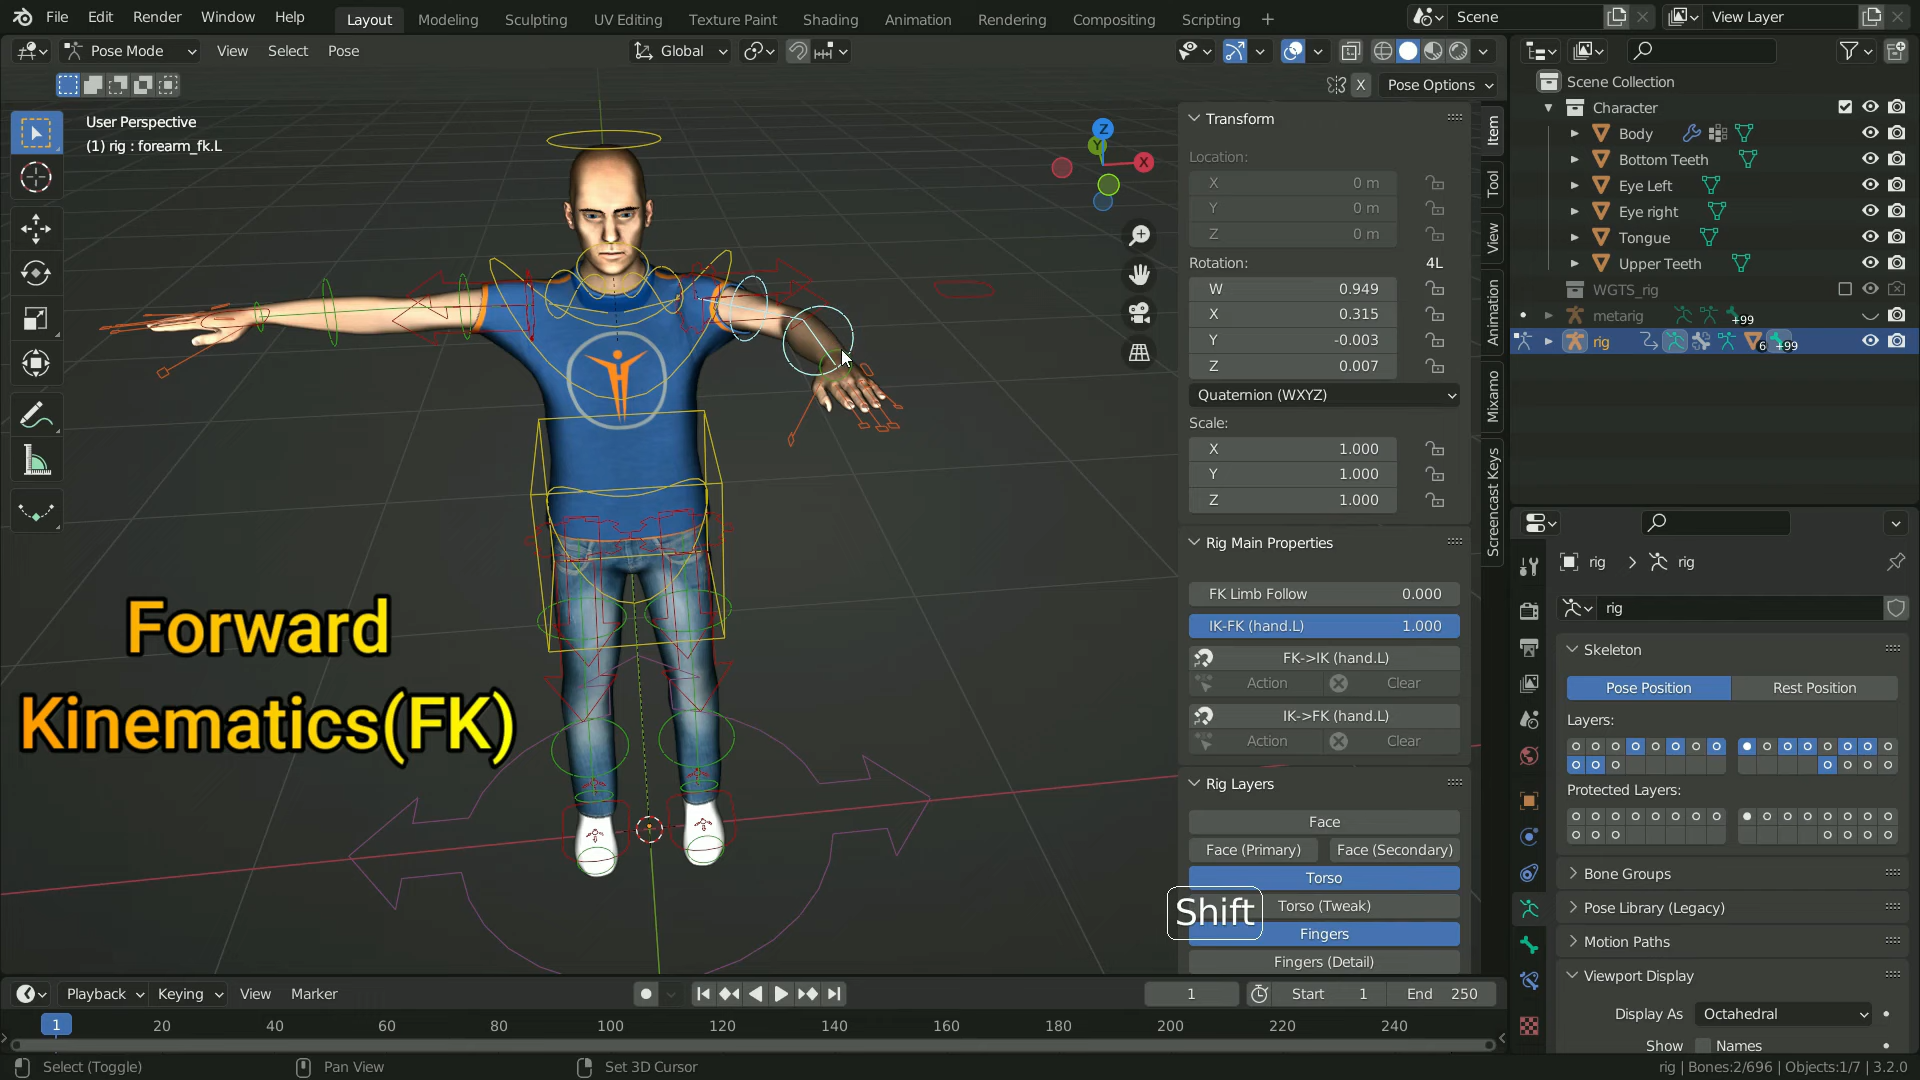 File Edit Render Window Help Layout Modeling Sculpting UV Editing Texture Paint Shading Animation Rendering Compositing Scripting + Scene View Layer
Pose Mode View Select Pose Global
X Pose Options
User Perspective
(1) rig : forearm_fk.L
Z
Y
X
Forward
Kinematics(FK)
Transform
Location:
X 0 m
Y 0 m
Z 0 m
Rotation: 4L
W 0.949
X 0.315
Y -0.003
Z 0.007
Quaternion (WXYZ)
Scale:
X 1.000
Y 1.000
Z 1.000
Rig Main Properties
FK Limb Follow 0.000
IK-FK (hand.L) 1.000
FK->IK (hand.L)
Action Clear
IK->FK (hand.L)
Action Clear
Rig Layers
Face
Face (Primary) Face (Secondary)
Torso
Torso (Tweak)
Fingers
Fingers (Detail)
Shift
Item
Tool
View
Animation
Mixamo
Screencast Keys
Scene Collection
Character
Body
Bottom Teeth
Eye Left
Eye right
Tongue
Upper Teeth
WGTS_rig
metarig +99
rig 6 +99
rig rig
rig
Skeleton
Pose Position Rest Position
Layers:
Protected Layers:
Bone Groups
Pose Library (Legacy)
Motion Paths
Viewport Display
Display As Octahedral
Show Names
Playback Keying View Marker 1 Start 1 End 250
1 20 40 60 80 100 120 140 160 180 200 220 240
Select (Toggle) Pan View Set 3D Cursor rig | Bones:2/696 | Objects:1/7 | 3.2.0